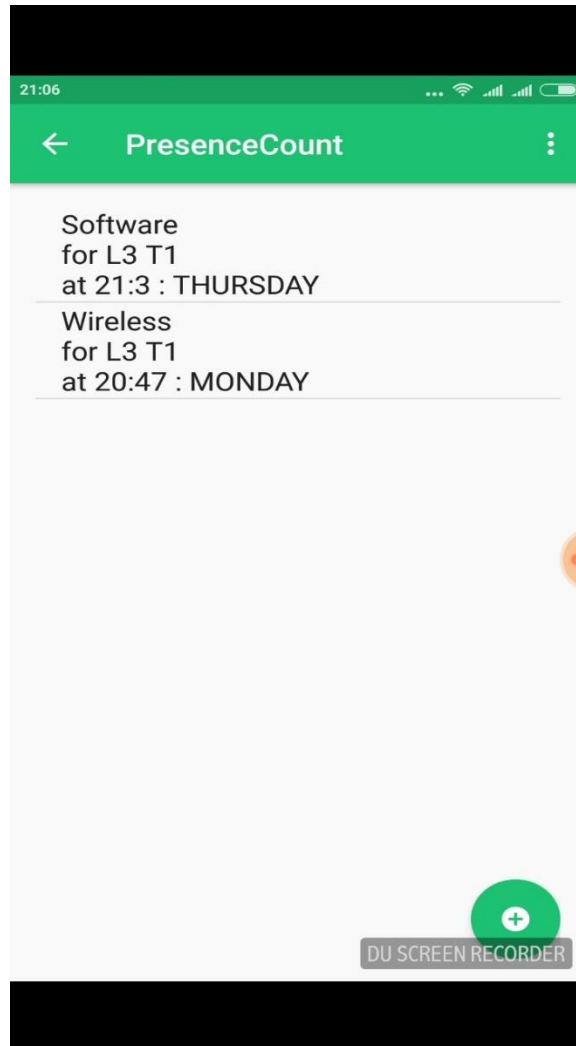 21:06
PresenceCount
Software
for L3 T1
at 21:3 : THURSDAY
Wireless
for L3 T1
at 20:47 : MONDAY
DU SCREEN RECORDER